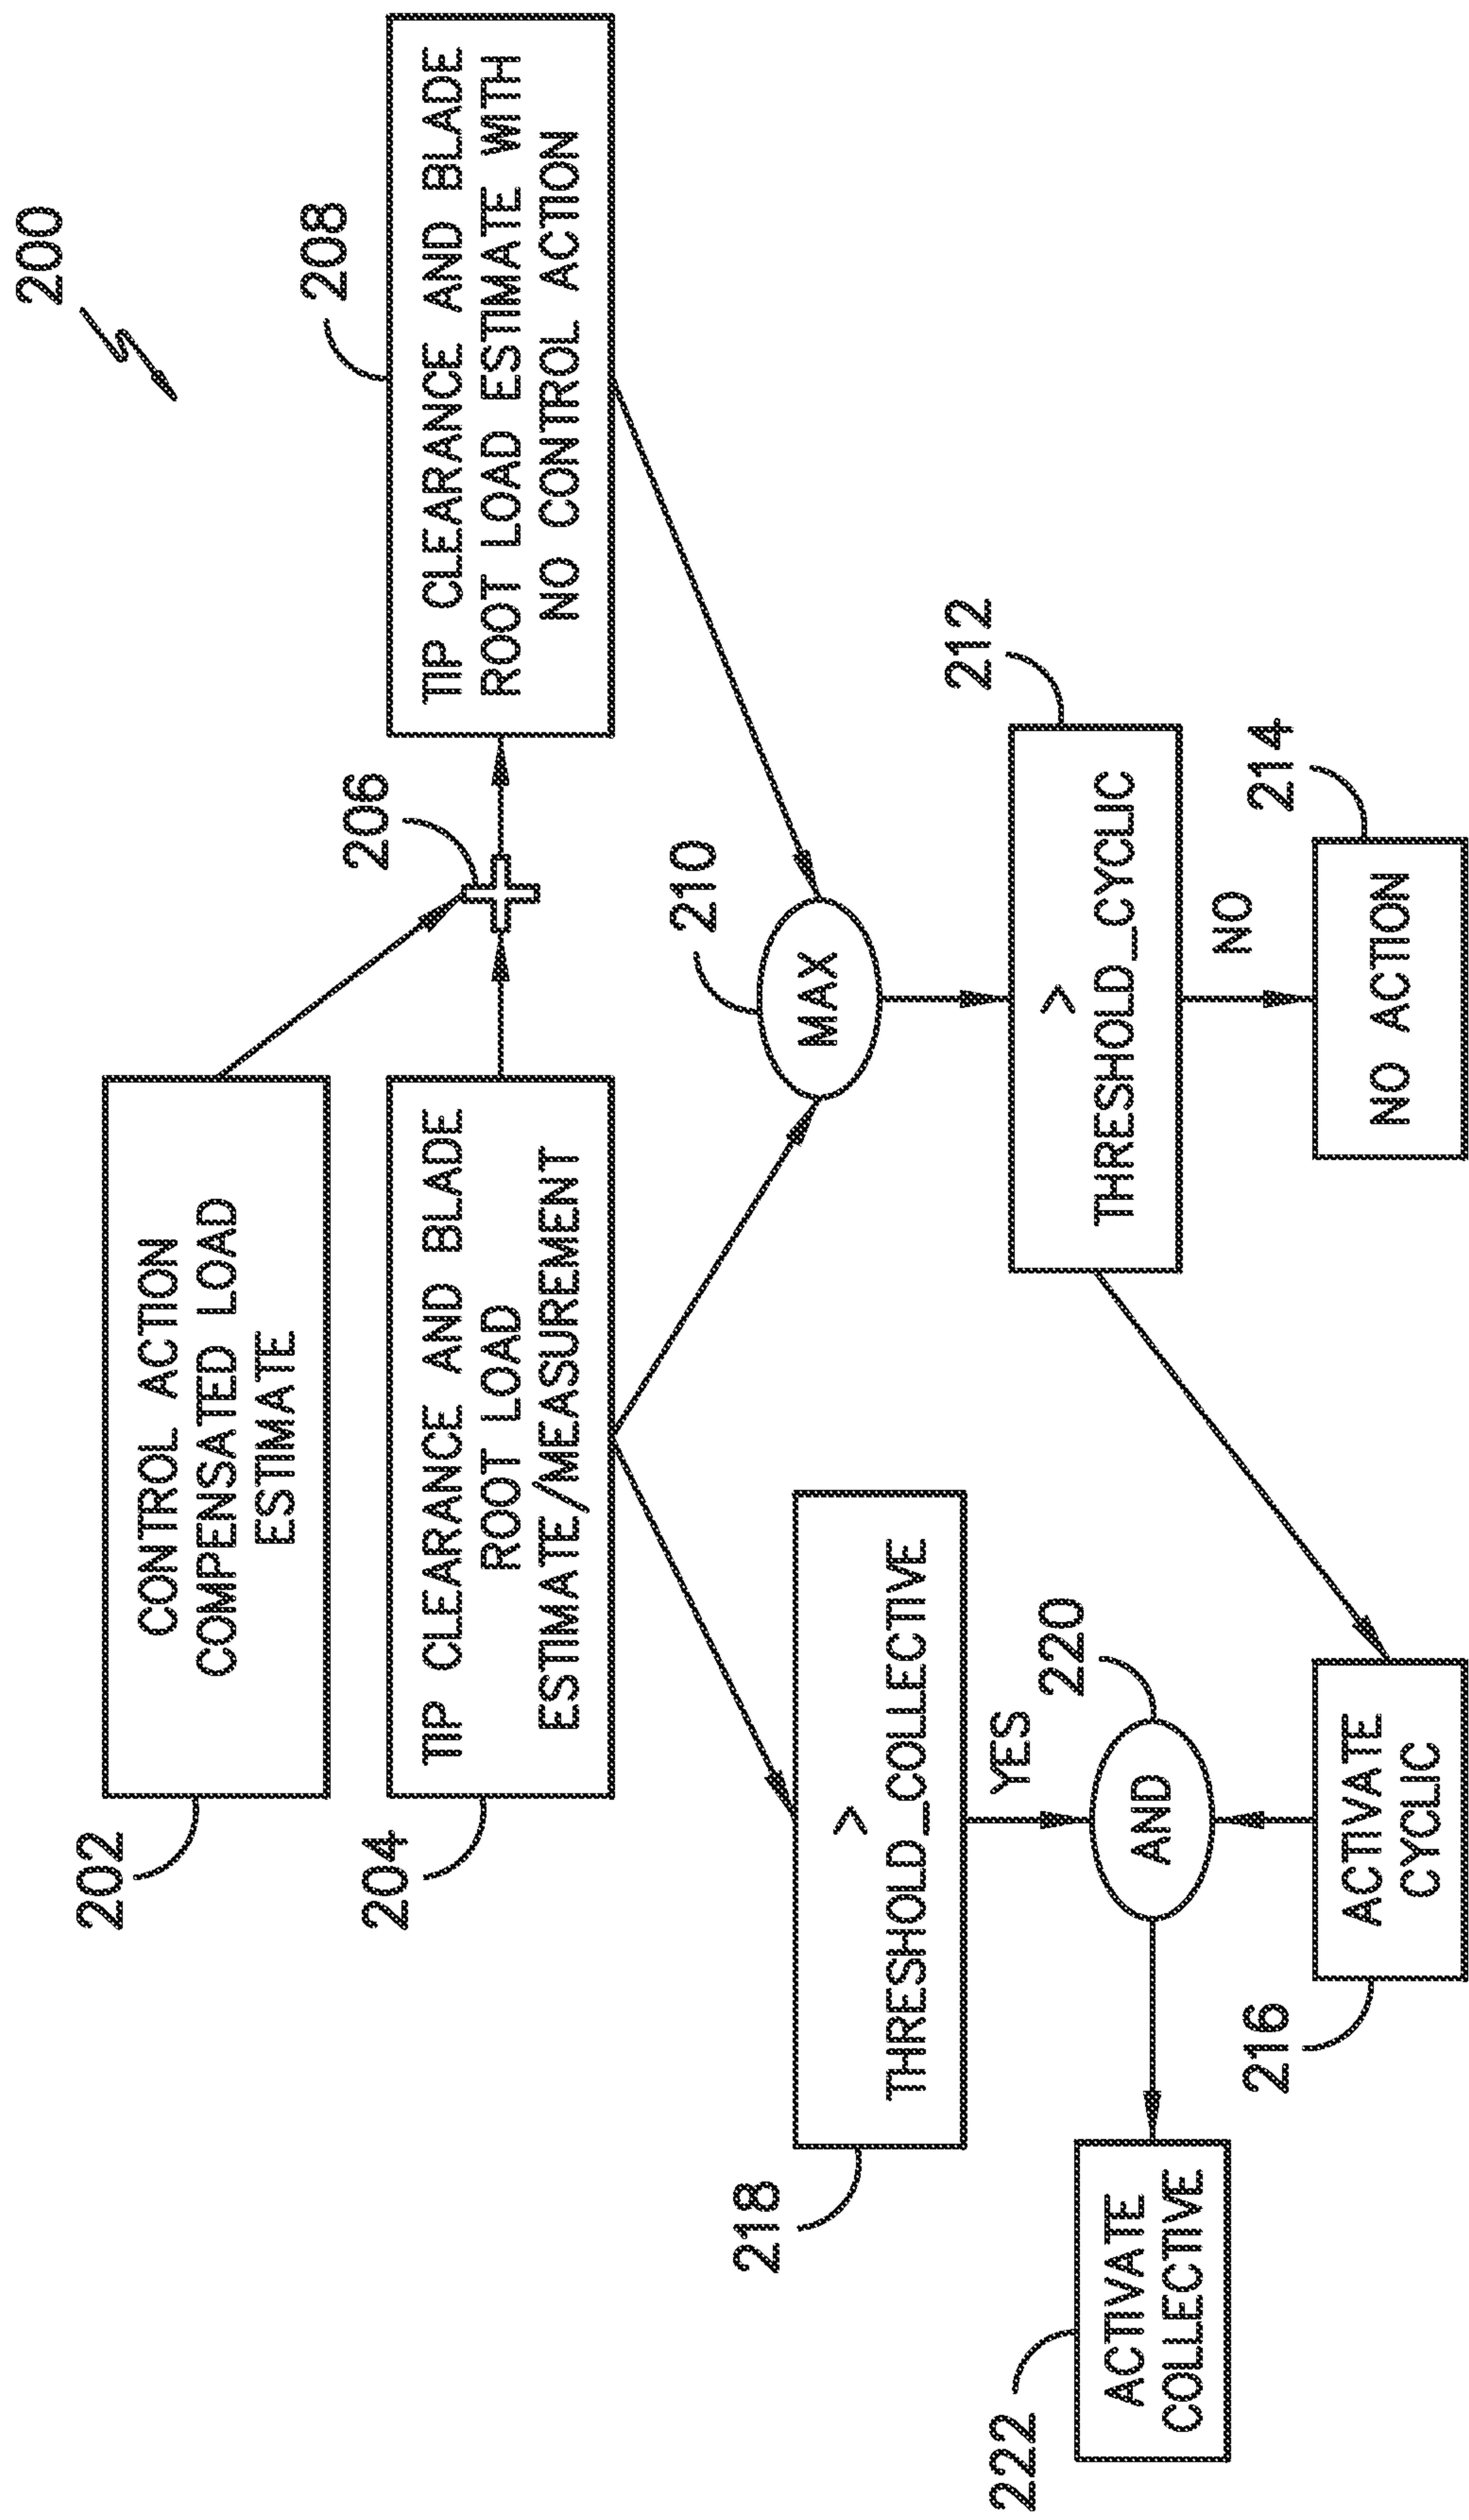 200
202
CONTROL ACTION
COMPENSATED LOAD
ESTIMATE
204
TIP CLEARANCE AND BLADE
ROOT LOAD
ESTIMATE/MEASUREMENT
206
208
TIP CLEARANCE AND BLADE
ROOT LOAD ESTIMATE WITH
NO CONTROL ACTION
210
MAX
218
>
THRESHOLD_COLLECTIVE
YES
212
>
THRESHOLD_CYCLIC
NO
220
AND
222
ACTIVATE
COLLECTIVE
216
ACTIVATE
CYCLIC
214
NO ACTION